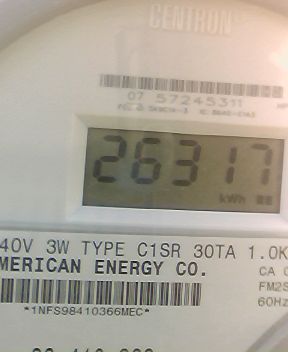 CENTRON
07 57245311
26317
kWh
40V 3W TYPE C1SR 30TA 1.0K
MERICAN ENERGY CO.
CA 0
FM2S
60Hz
*1NFS98410366MEC*